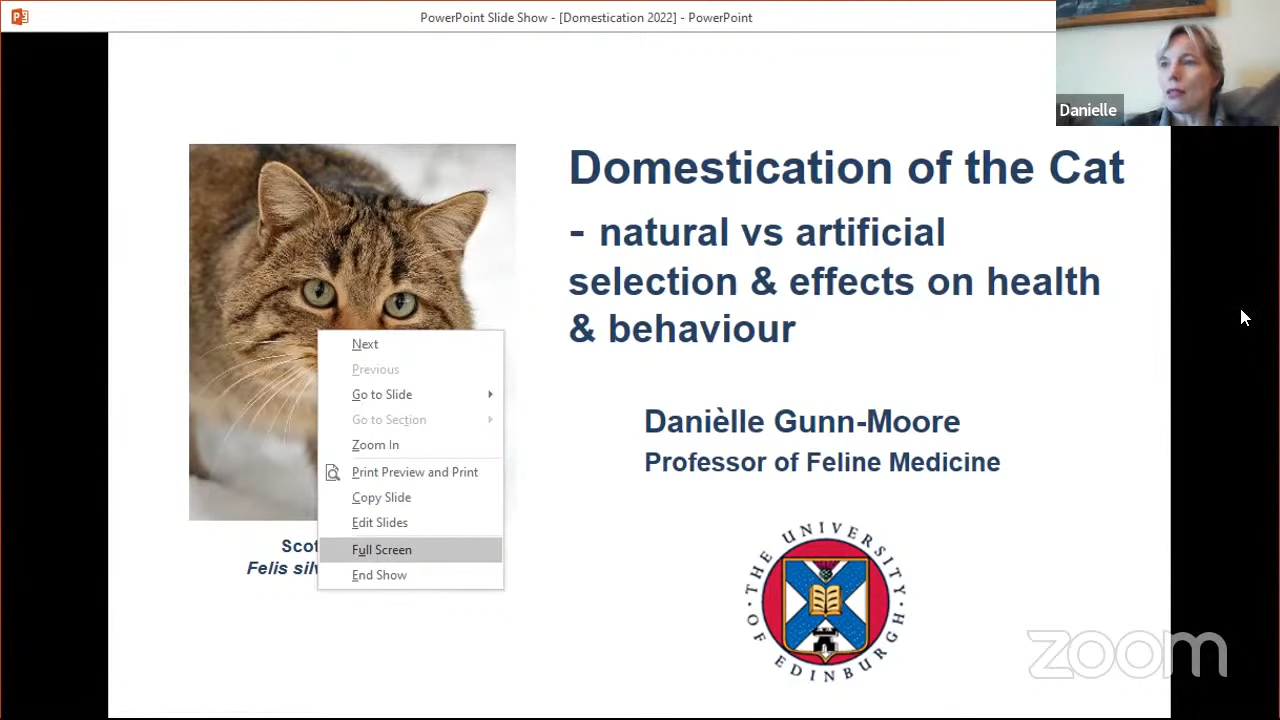 PowerPoint Slide Show - [Domestication 2022] - PowerPoint
Danielle
Domestication of the Cat
- natural vs artificial
selection & effects on health
& behaviour
Danièlle Gunn-Moore
Professor of Feline Medicine
Next
Previous
Go to Slide
Go to Section
Zoom In
Print Preview and Print
Copy Slide
Edit Slides
Full Screen
End Show
Felis
THE UNIVERSITY OF EDINBURGH
zoom